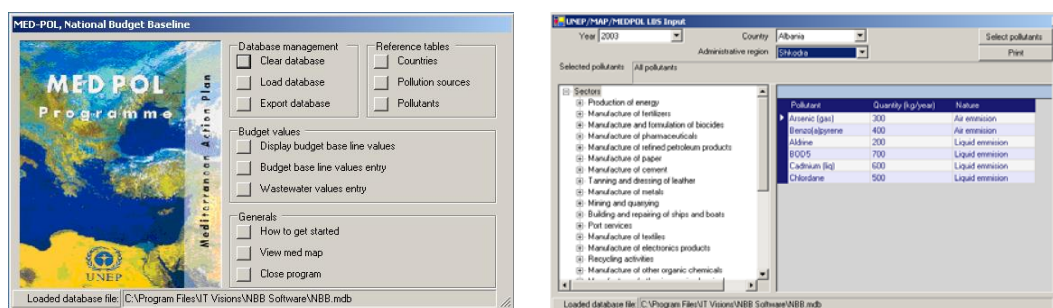 MED-POL, National Budget Baseline
MED POL
Programme
Mediterranean Action Plan
UNEP
Database management
Clear database
Load database
Export database
Reference tables
Countries
Pollution sources
Pollutants
Budget values
Display budget base line values
Budget base line values entry
Wastewater values entry
Generals
How to get started
View med map
Close program
Loaded database file: C:\Program Files\IT Visions\NBB Software\NBB.mdb
UNEP/MAP/MEDPOL LBS Input
Year 2003 Country Albania Select pollutants
Administrative region Shkodra Print
Selected pollutants All pollutants
Sectors
Production of energy
Manufacture of fertilizers
Manufacture and formulation of biocides
Manufacture of pharmaceuticals
Manufacture of refined petroleum products
Manufacture of paper
Manufacture of cement
Tanning and dressing of leather
Manufacture of metals
Mining and quarying
Building and repairing of ships and boats
Port services
Manufacture of textiles
Manufacture of electronics products
Recycling activities
Manufacture of other organic chemicals
Pollutant Quantity (kg/year) Nature
Arsenic (gas) 300 Air emmision
Benzo(a)pyrene 400 Air emmision
Aldrine 200 Liquid emmision
BOD5 700 Liquid emmision
Cadmium (liq) 600 Liquid emmision
Chlordane 500 Liquid emmision
Loaded database file: C:\Program Files\IT Visions\NBB Software\NBB.mdb